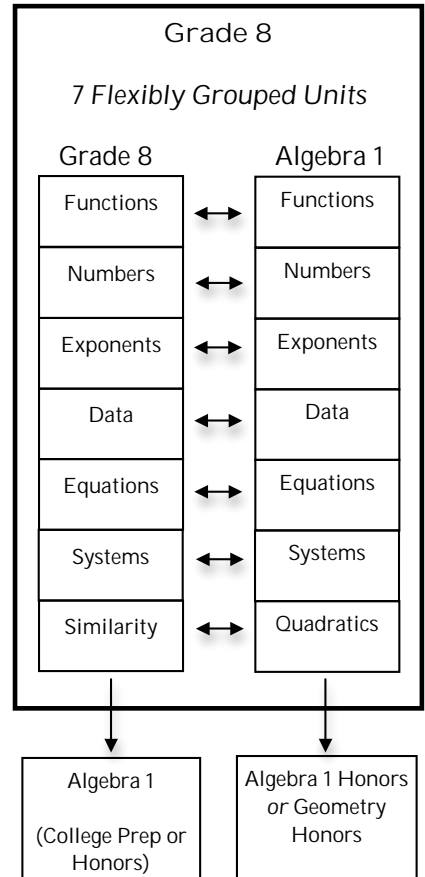 Grade 8
7 Flexibly Grouped Units
Grade 8
Algebra 1
Functions
Functions
Numbers
Numbers
Exponents
Exponents
Data
Data
Equations
Equations
Systems
Systems
Similarity
Quadratics
Algebra 1
(College Prep or
Honors)
Algebra 1 Honors
or Geometry
Honors